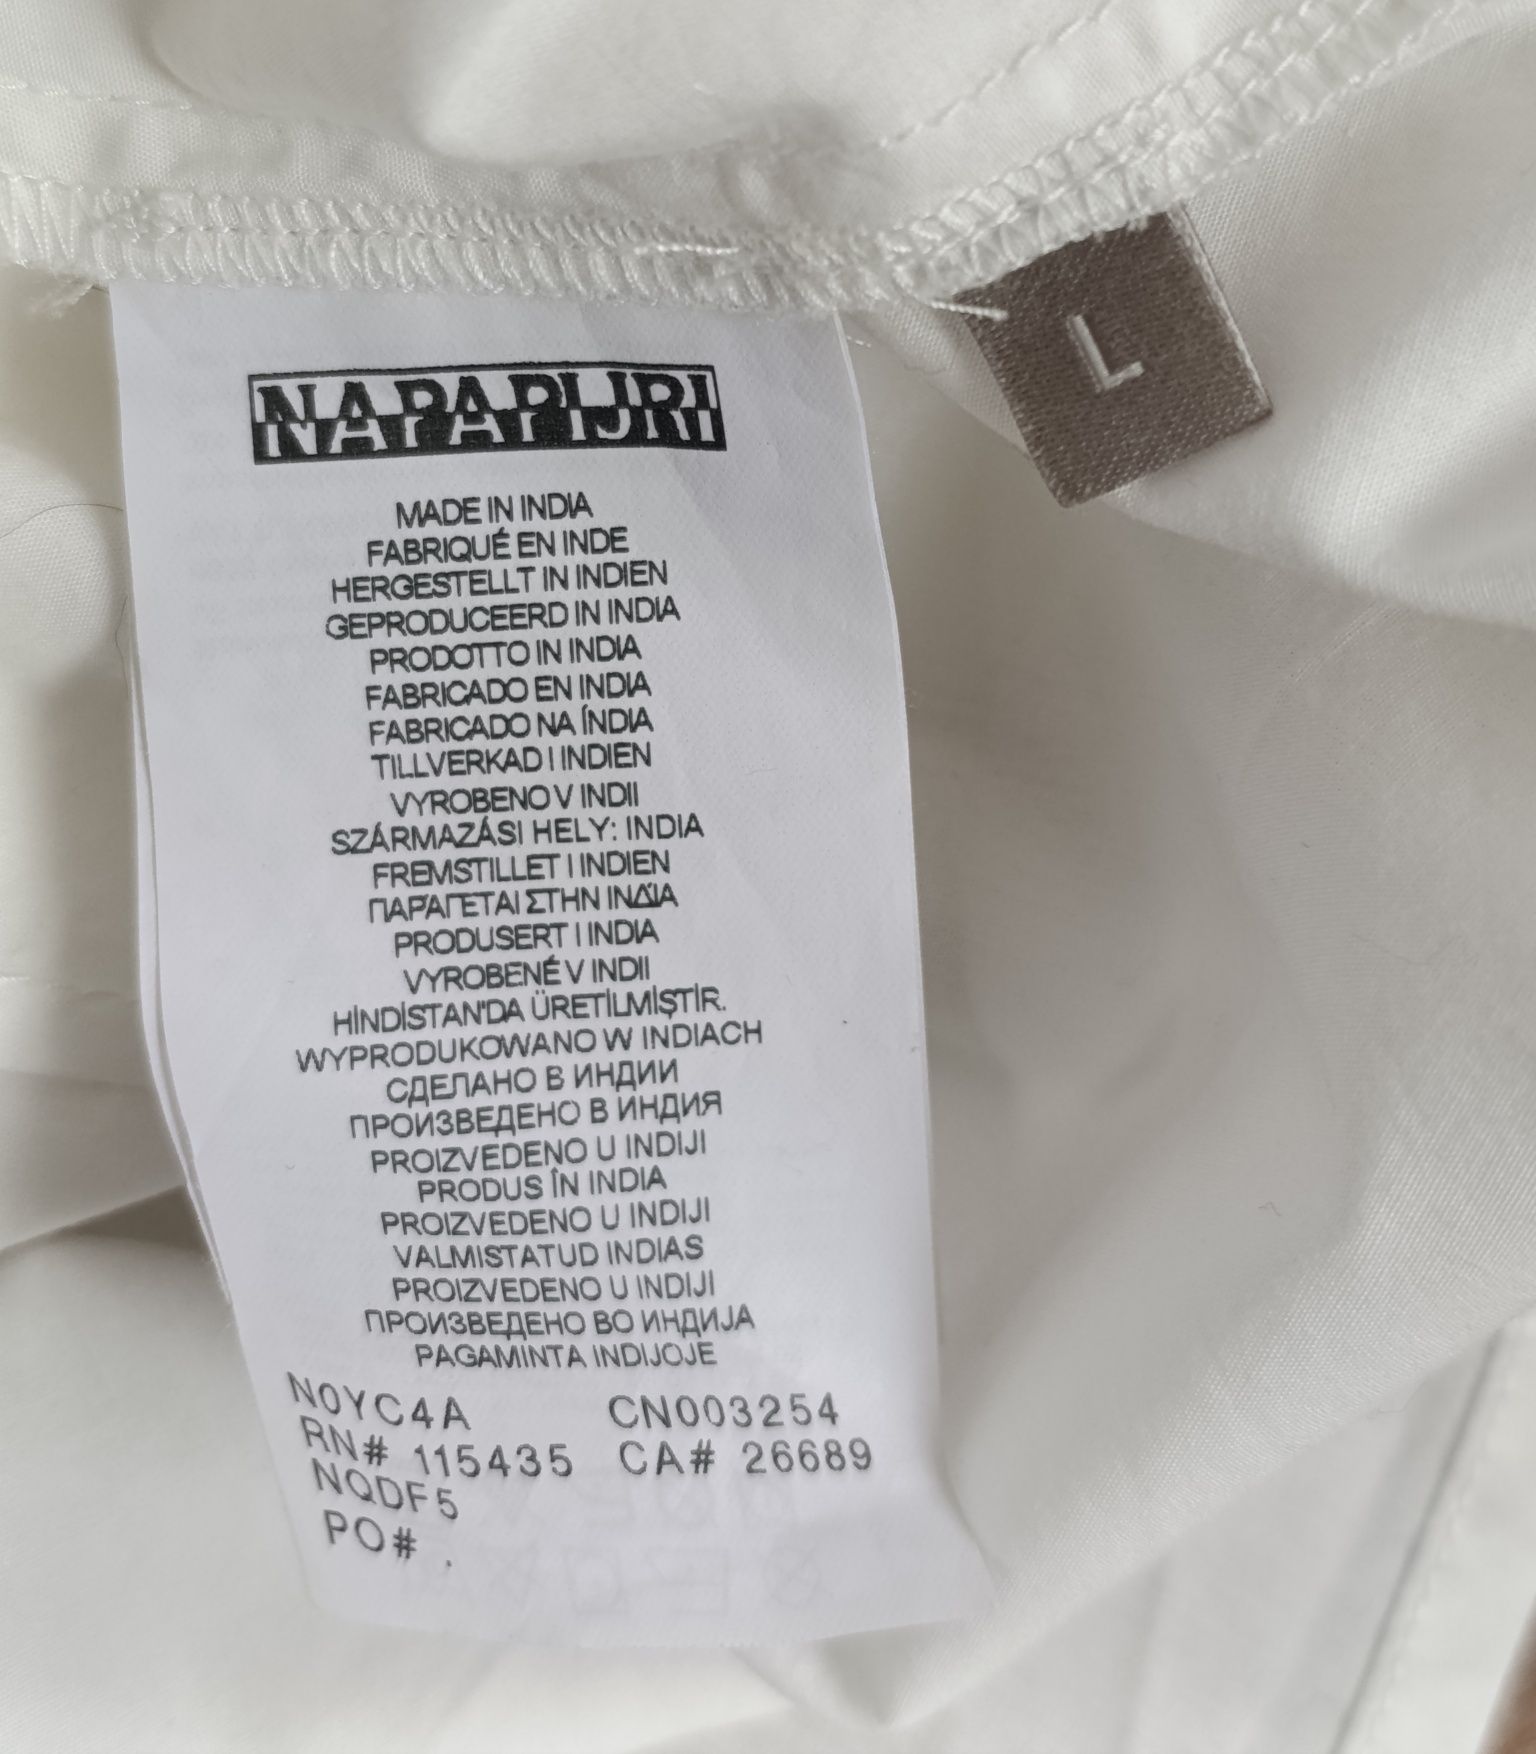 NAPAPIJRI
L
MADE IN INDIA
FABRIQUÉ EN INDE
HERGESTELLT IN INDIEN
GEPRODUCEERD IN INDIA
PRODOTTO IN INDIA
FABRICADO EN INDIA
FABRICADO NA ÍNDIA
TILLVERKAD I INDIEN
VYROBENO V INDII
SZÁRMAZÁSI HELY: INDIA
FREMSTILLET I INDIEN
ΠΑΡΑΓΕΤΑΙ ΣΤΗΝ ΙΝΔΊΑ
PRODUSERT I INDIA
VYROBENÉ V INDII
HİNDİSTAN'DA ÜRETİLMİŞTİR.
WYPRODUKOWANO W INDIACH
СДЕЛАНО В ИНДИИ
ПРОИЗВЕДЕНО В ИНДИЯ
PROIZVEDENO U INDIJI
PRODUS ÎN INDIA
PROIZVEDENO U INDIJI
VALMISTATUD INDIAS
PROIZVEDENO U INDIJI
ПРОИЗВЕДЕНО ВО ИНДИЈА
PAGAMINTA INDIJOJE
N0YC4A CN003254
RN# 115435 CA# 26689
NQDF5
PO# .